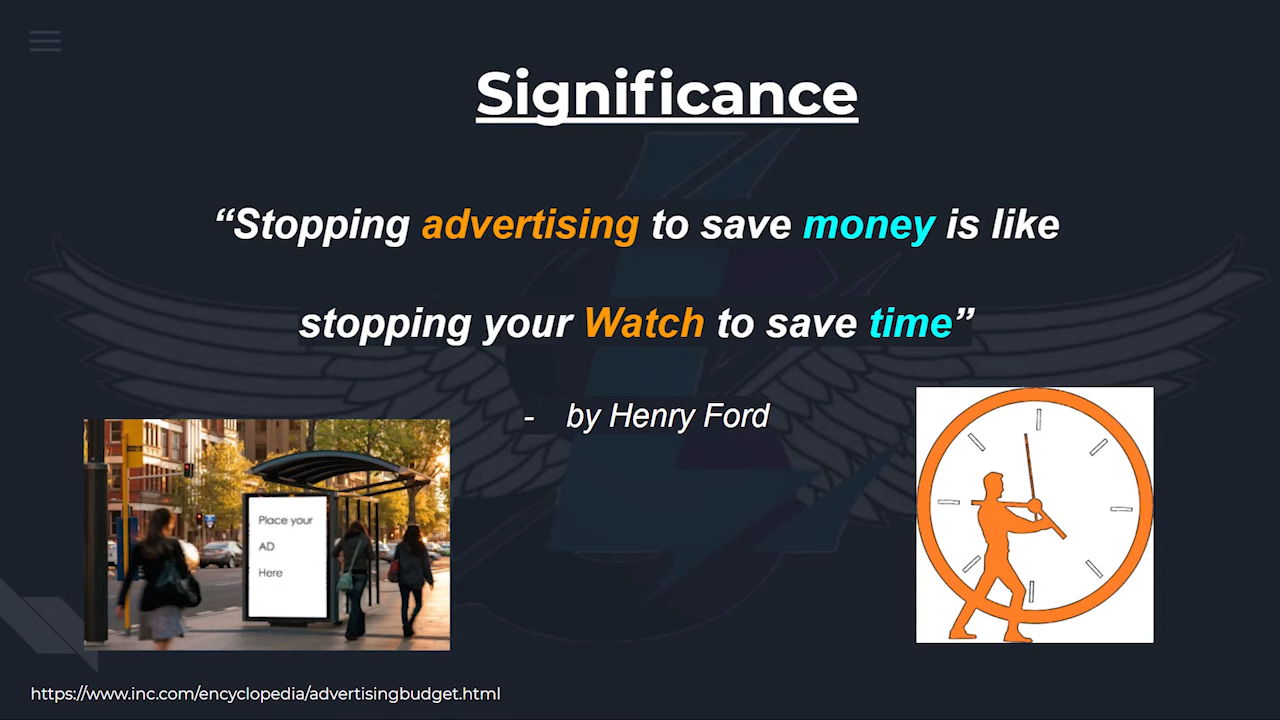 Significance
“Stopping advertising to save money is like
stopping your Watch to save time”
- by Henry Ford
Place your
AD
Here
https://www.inc.com/encyclopedia/advertisingbudget.html